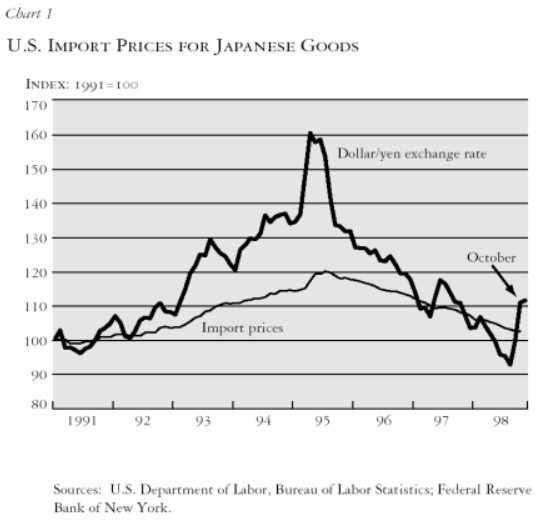 Chart 1
U.S. Import Prices for Japanese Goods
Index: 1991=100
170
160
Dollar/yen exchange rate
150
140
130
October
120
110
Import prices
100
90
80
1991 92 93 94 95 96 97 98
Sources: U.S. Department of Labor, Bureau of Labor Statistics; Federal Reserve
Bank of New York.